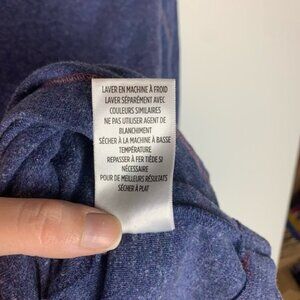 LAVER EN MACHINE À FROID
LAVER SÉPARÉMENT AVEC
COULEURS SIMILAIRES
NE PAS UTILISER AGENT DE
BLANCHIMENT
SÉCHER À LA MACHINE À BASSE
TEMPÉRATURE
REPASSER À FER TIÈDE SI
NÉCESSAIRE
POUR DE MEILLEURS RÉSULTATS
SÉCHER À PLAT